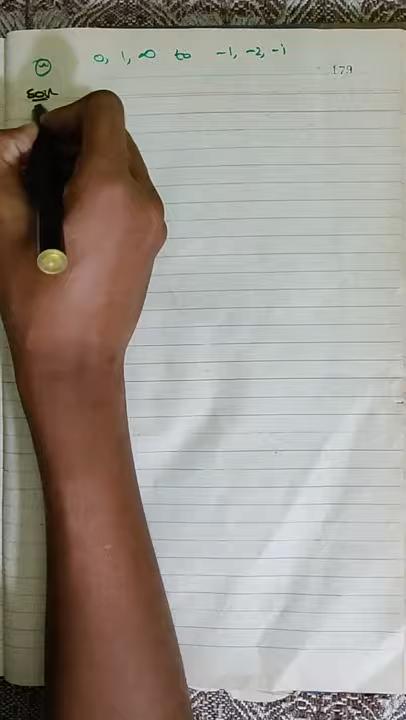 0, 1, ∞ to -1, -2, -i
179
Soln